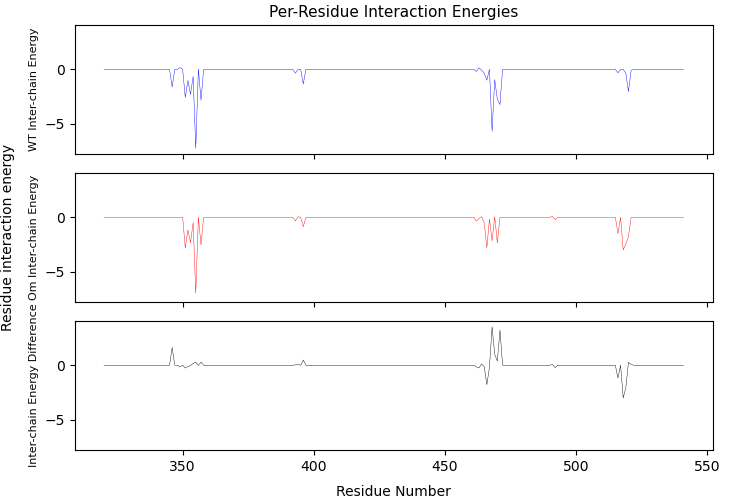 Per-Residue Interaction Energies
Residue interaction energy
WT Inter-chain Energy
0
−5
Om Inter-chain Energy
0
−5
Inter-chain Energy Difference
0
−5
350
400
450
500
550
Residue Number